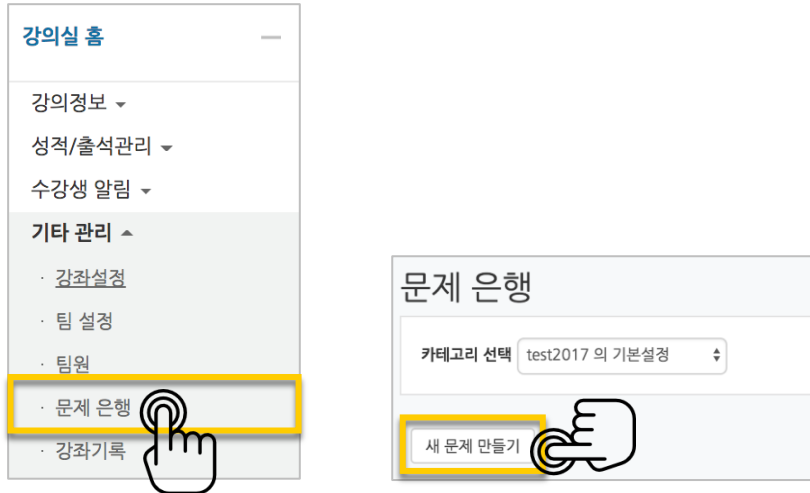 강의실 홈
강의정보
성적/출석관리
수강생 알림
기타 관리
· 강좌설정
· 팀 설정
· 팀원
· 문제 은행
· 강좌기록
문제 은행
카테고리 선택 test2017 의 기본설정
새 문제 만들기